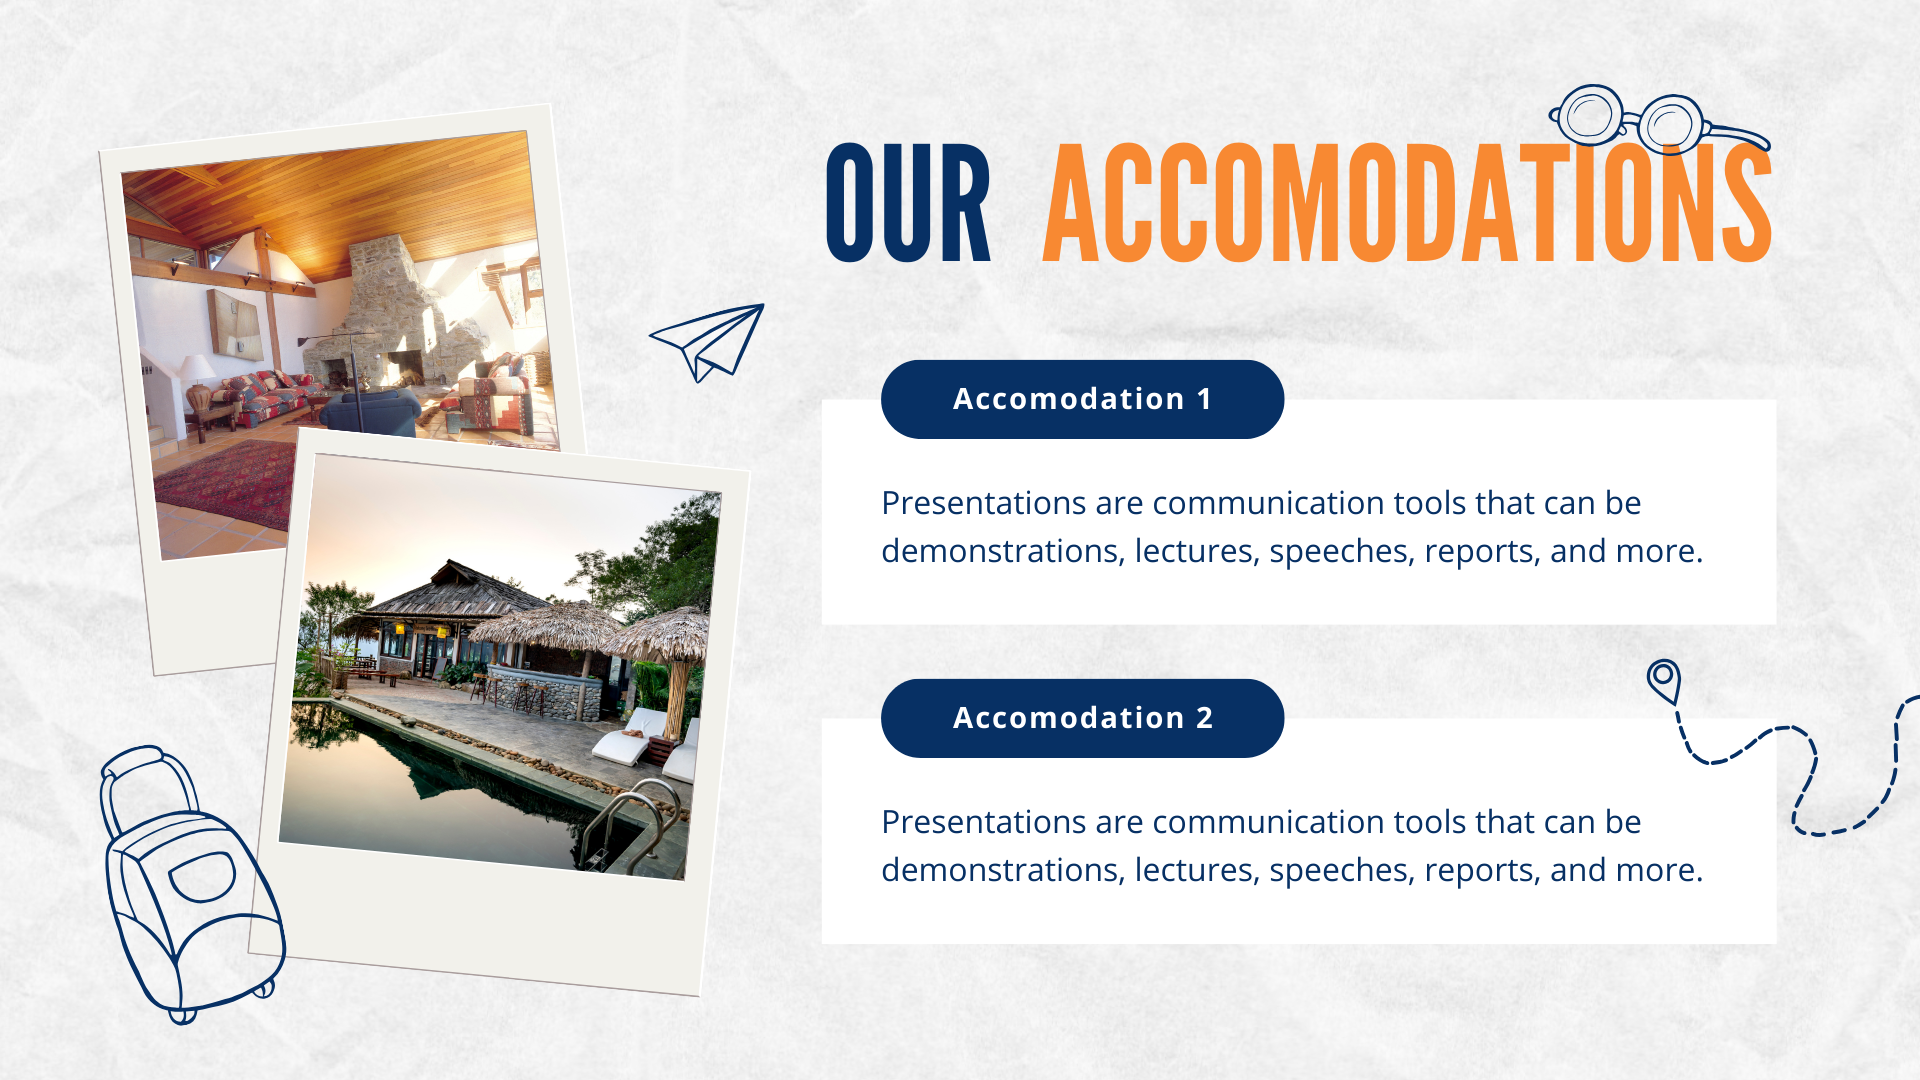 OUR ACCOMODATIONS
Accomodation 1
Presentations are communication tools that can be
demonstrations, lectures, speeches, reports, and more.
Accomodation 2
Presentations are communication tools that can be
demonstrations, lectures, speeches, reports, and more.